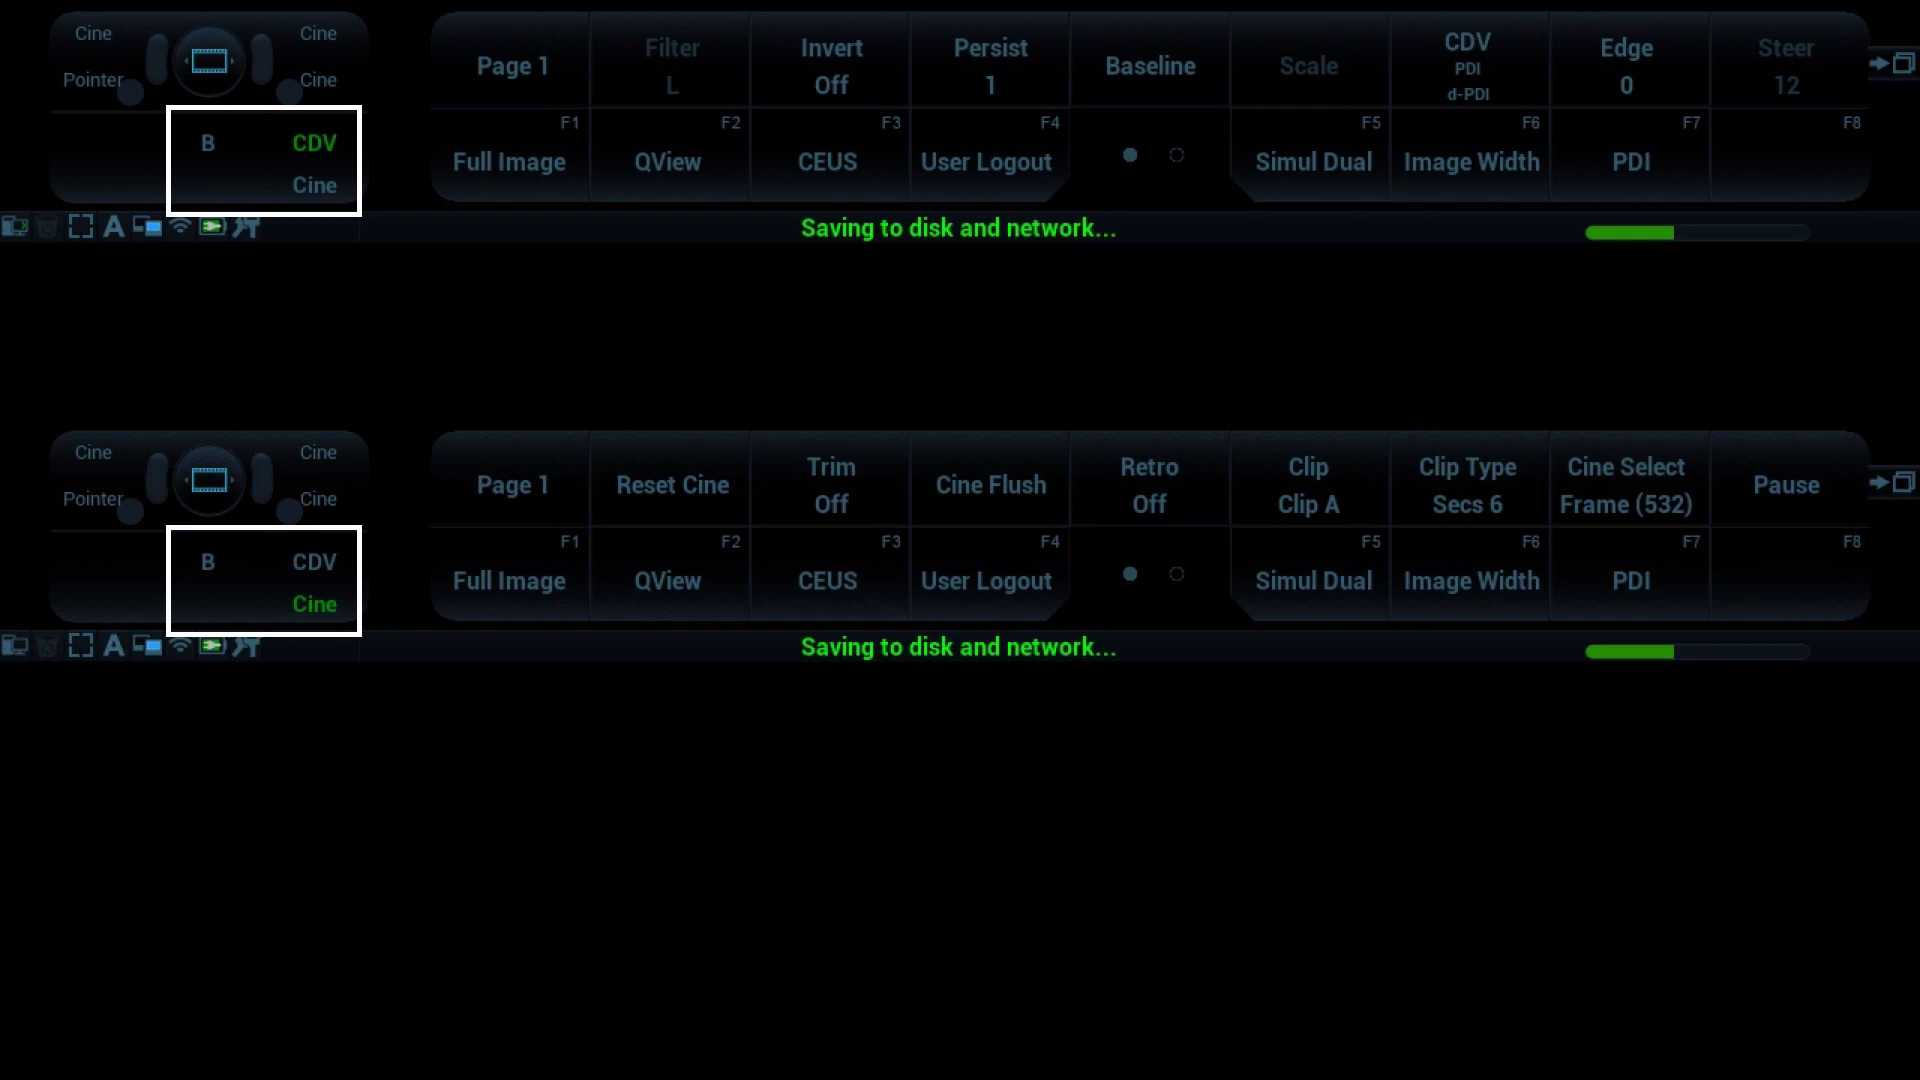 Cine Cine
Pointer Cine
B CDV
Cine
Page 1
Filter
L
Invert
Off
Persist
1
Baseline
Scale
CDV
PDI
d-PDI
Edge
0
Steer
12
F1 F2 F3 F4 F5 F6 F7 F8
Full Image QView CEUS User Logout Simul Dual Image Width PDI
A
Saving to disk and network...
Cine Cine
Pointer Cine
B CDV
Cine
Page 1
Reset Cine
Trim
Off
Cine Flush
Retro
Off
Clip
Clip A
Clip Type
Secs 6
Cine Select
Frame (532)
Pause
F1 F2 F3 F4 F5 F6 F7 F8
Full Image QView CEUS User Logout Simul Dual Image Width PDI
A
Saving to disk and network...